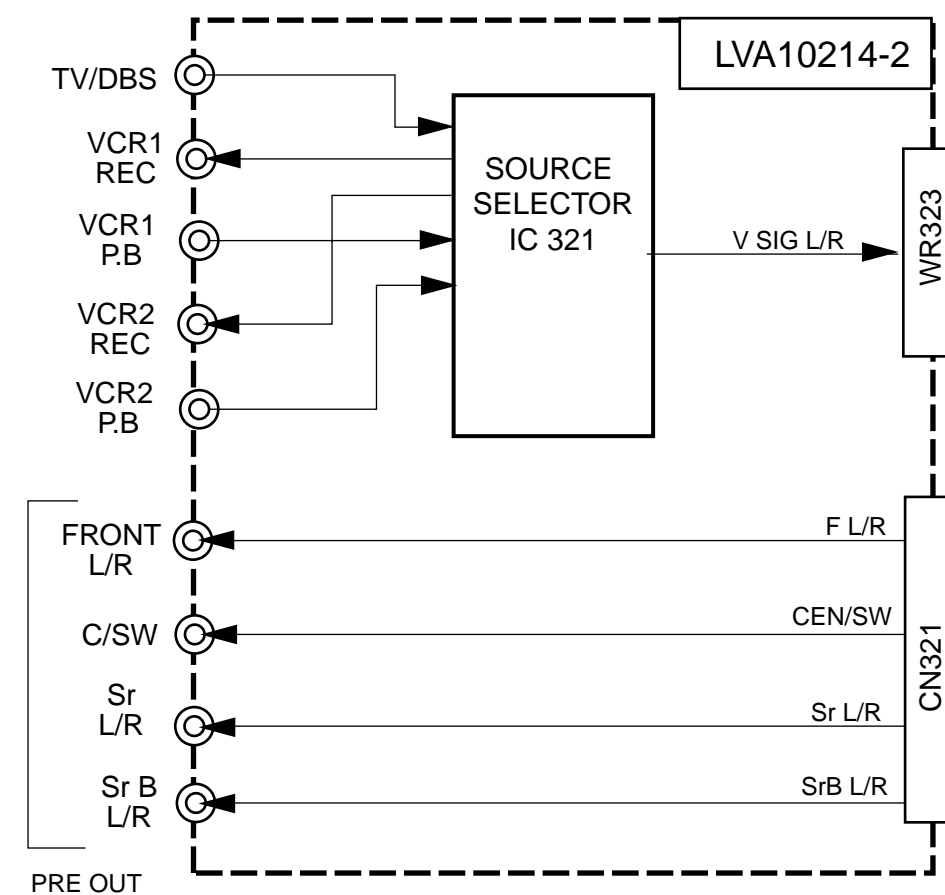 LVA10214-2
TV/DBS
VCR1
REC
VCR1
P.B
VCR2
REC
VCR2
P.B
SOURCE
SELECTOR
IC 321
V SIG L/R
WR323
FRONT
L/R
C/SW
Sr
L/R
Sr B
L/R
PRE OUT
F L/R
CEN/SW
Sr L/R
SrB L/R
CN321